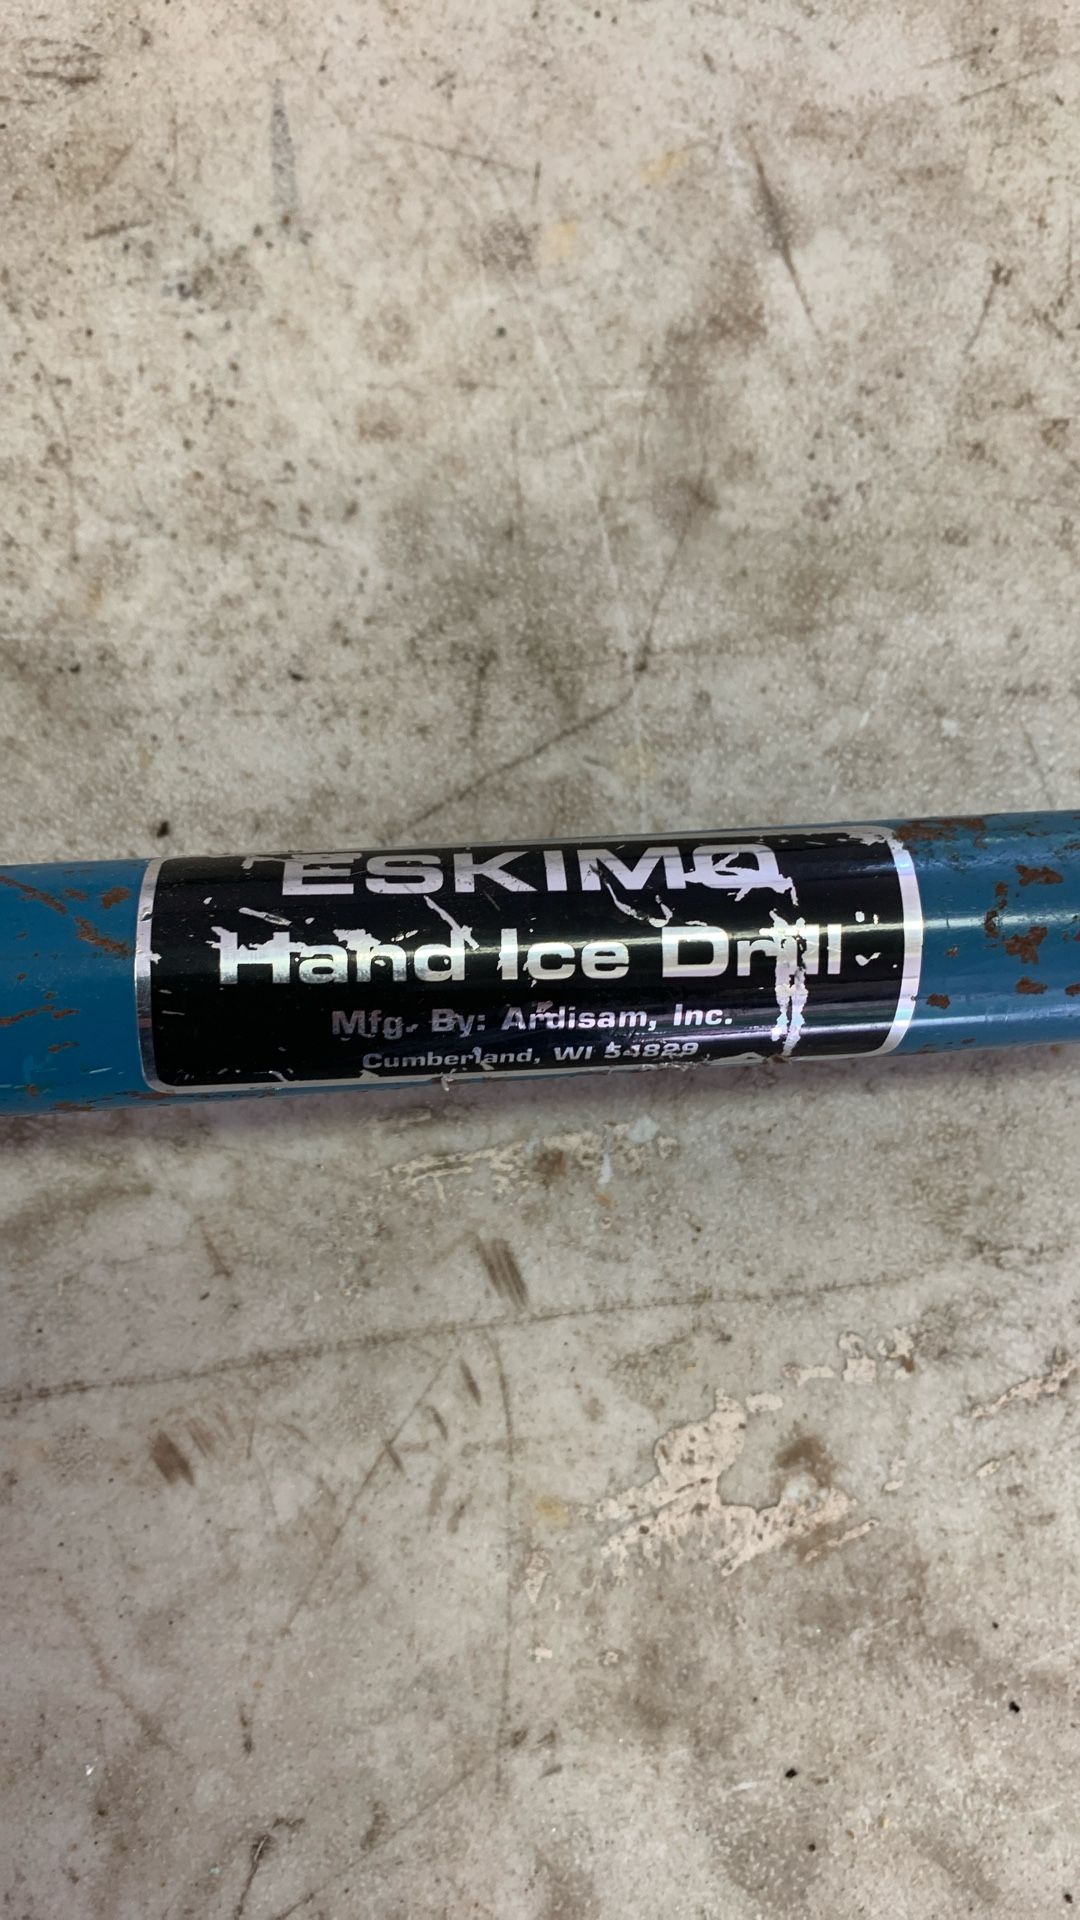 ESKIMO
Hand Ice Drill
Mfg. By: Ardisam, Inc.
Cumberland, WI 54829